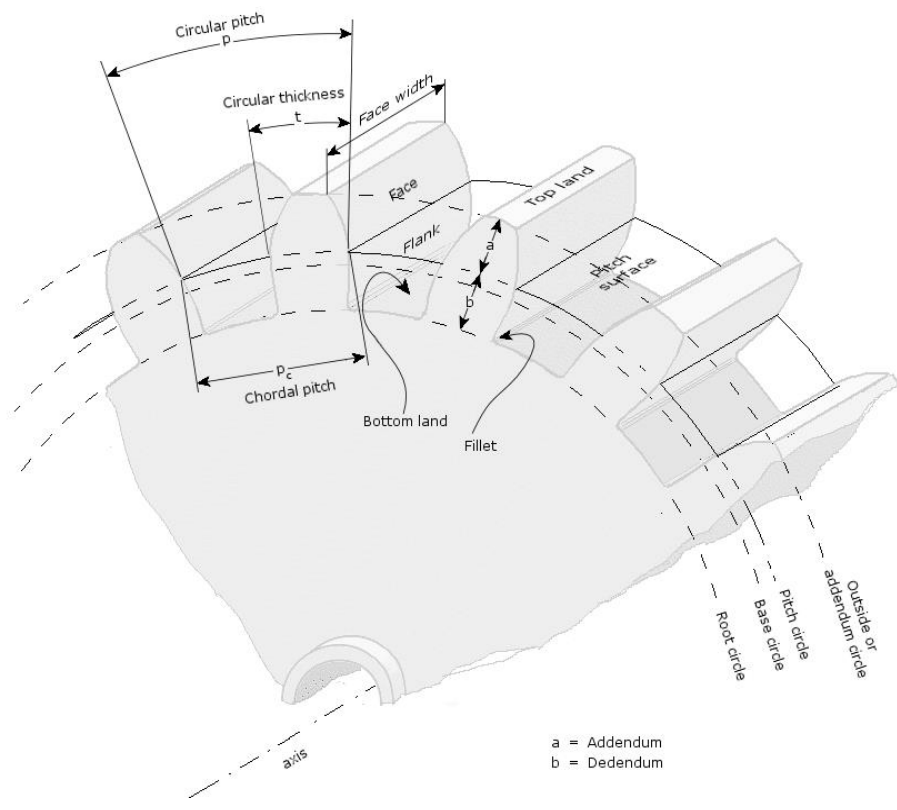 Circular pitch
p
Circular thickness
t
Face width
Face
Flank
Top land
a
b
Pitch surface
pc
Chordal pitch
Bottom land
Fillet
Outside or
addendum circle
Pitch circle
Base circle
Root circle
axis
a = Addendum
b = Dedendum